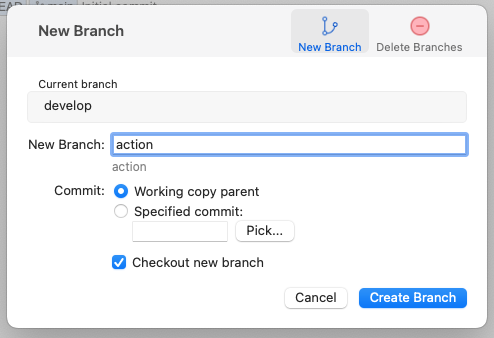 EAD main Initial commit
New Branch
New Branch
Delete Branches
Current branch
develop
New Branch: action
action
Commit: Working copy parent
Specified commit:
Pick...
Checkout new branch
Cancel
Create Branch